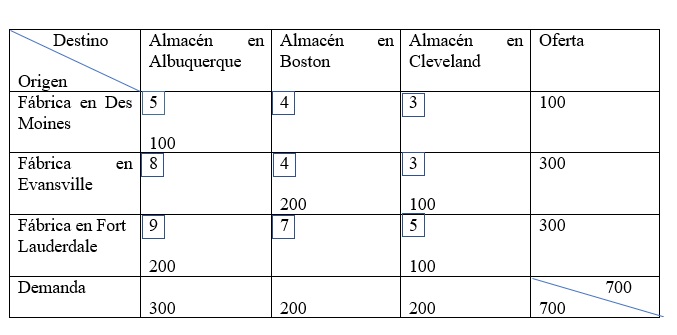 Destino Almacén en Almacén en Almacén en Oferta
Albuquerque Boston Cleveland
Origen
Fábrica en Des 5 4 3 100
Moines
100
Fábrica en 8 4 3 300
Evansville
200 100
Fábrica en Fort 9 7 5 300
Lauderdale
200 100
Demanda 700
300 200 200 700